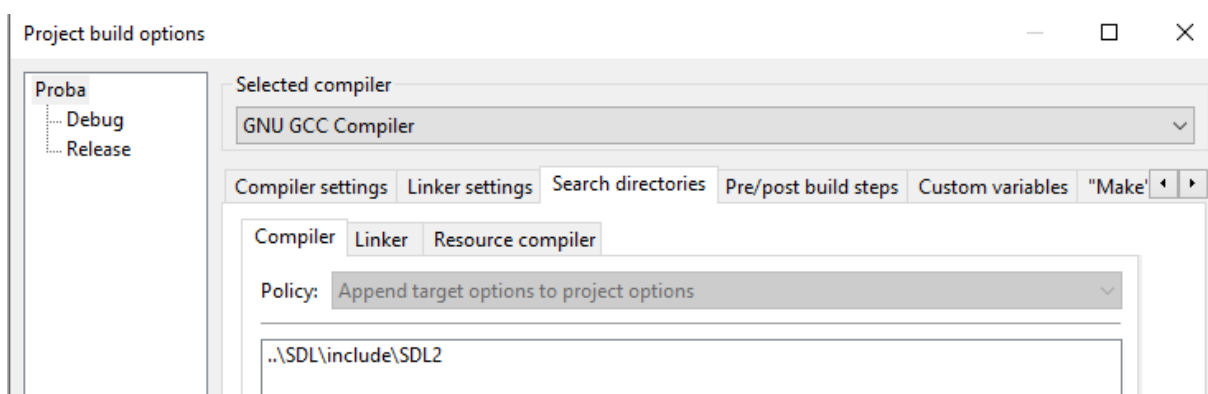 Project build options
Proba
Debug
Release
Selected compiler
GNU GCC Compiler
Compiler settings Linker settings Search directories Pre/post build steps Custom variables "Make"
Compiler Linker Resource compiler
Policy: Append target options to project options
..\SDL\include\SDL2